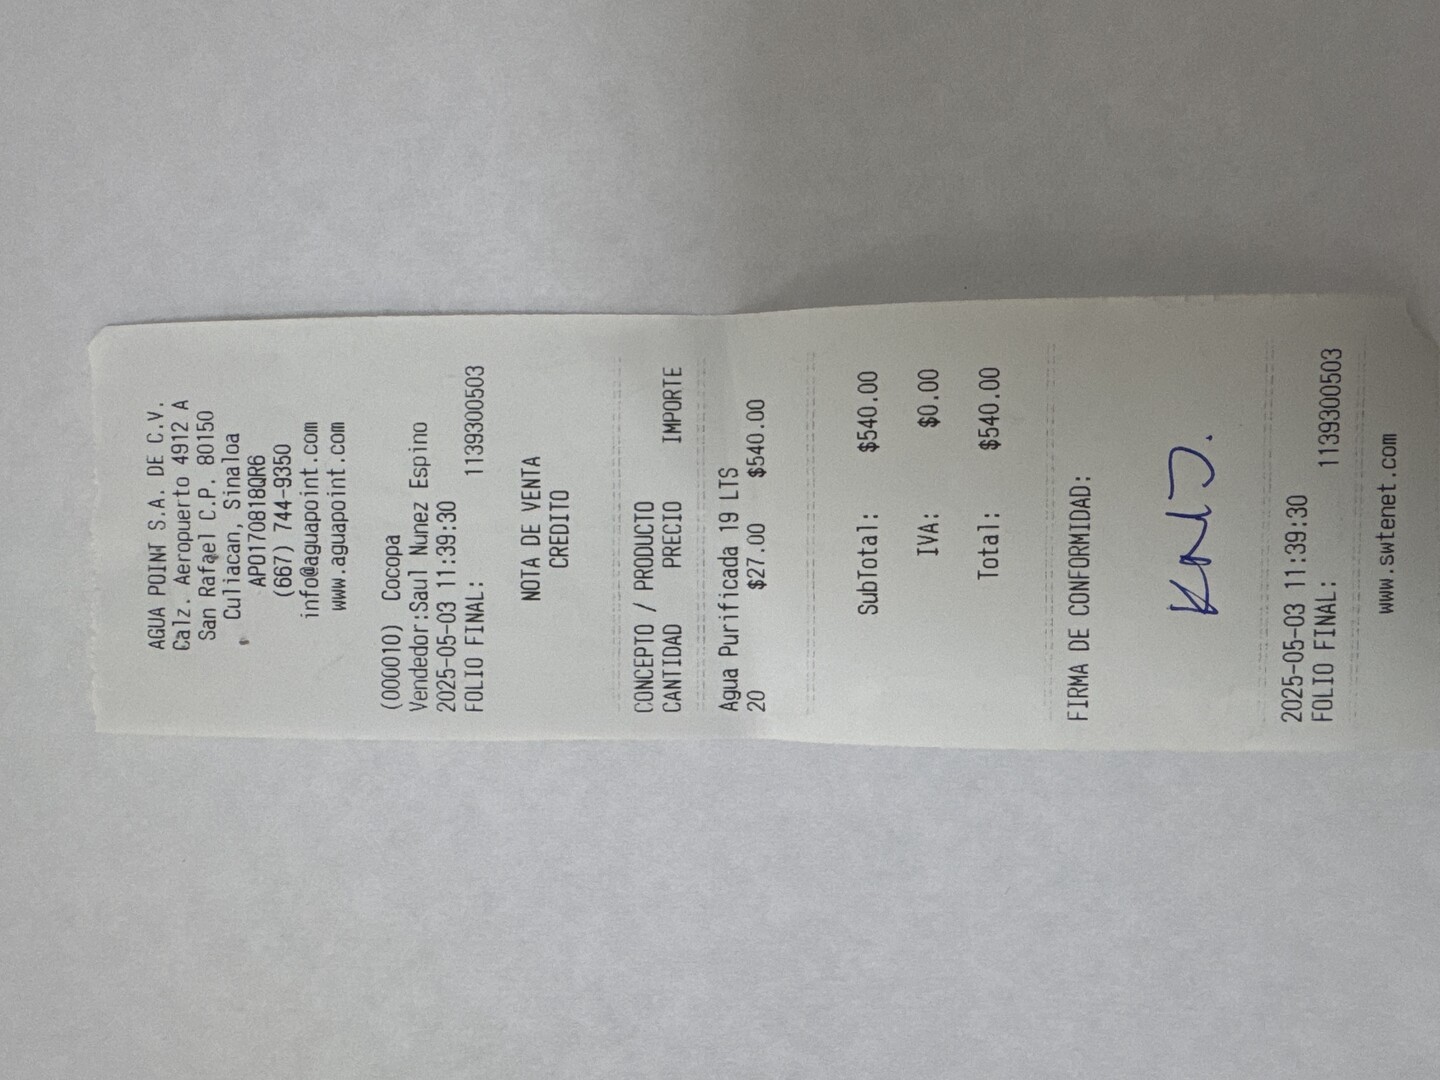 AGUA POINT S.A. DE C.V.
Calz. Aeropuerto 4912 A
San Rafael C.P. 80150
Culiacan, Sinaloa
APO170818QR6
(667) 744-9350
info@aguapoint.com
www.aguapoint.com
(000010) Cocopa
Vendedor:Saul Nunez Espino
2025-05-03 11:39:30
FOLIO FINAL: 1139300503
NOTA DE VENTA
CREDITO
CONCEPTO / PRODUCTO
CANTIDAD PRECIO IMPORTE
Agua Purificada 19 LTS
20 $27.00 $540.00
SubTotal: $540.00
IVA: $0.00
Total: $540.00
FIRMA DE CONFORMIDAD:
2025-05-03 11:39:30
FOLIO FINAL: 1139300503
www.swtenet.com